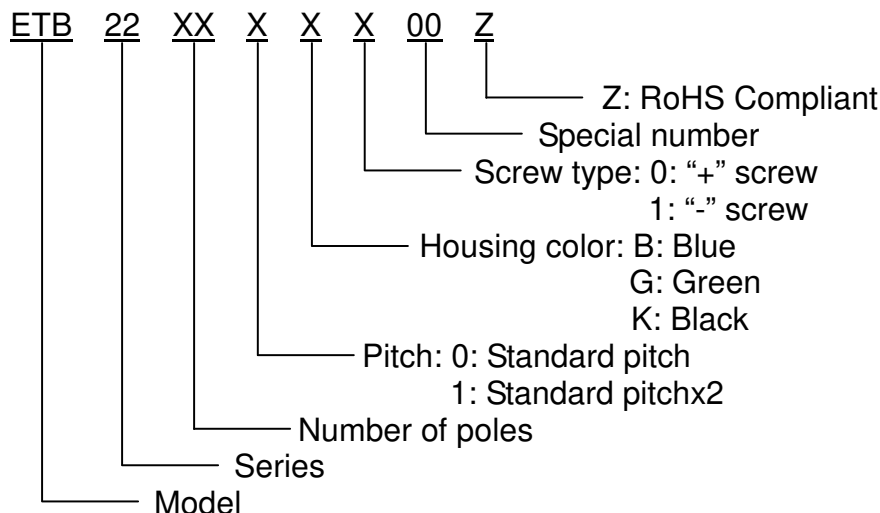 ETB 22 XX X X X 00 Z
Z: RoHS Compliant
Special number
Screw type: 0: “+” screw
1: “-” screw
Housing color: B: Blue
G: Green
K: Black
Pitch: 0: Standard pitch
1: Standard pitchx2
Number of poles
Series
Model